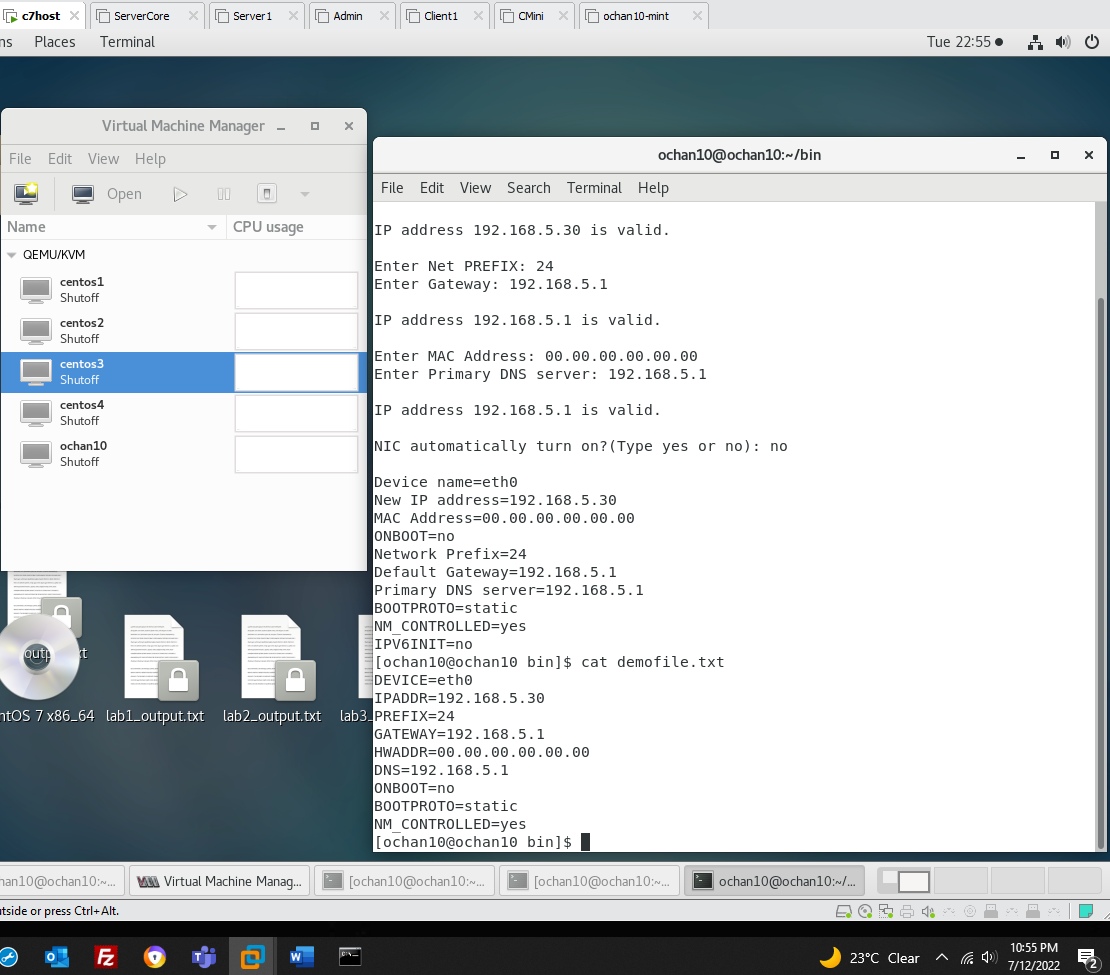 c7host
ServerCore
Server1
Admin
Client1
CMini
ochan10-mint
ns Places Terminal
Tue 22:55
Virtual Machine Manager
File Edit View Help
Open
Name
CPU usage
QEMU/KVM
centos1
Shutoff
centos2
Shutoff
centos3
Shutoff
centos4
Shutoff
ochan10
Shutoff
ochan10@ochan10:~/bin
File Edit View Search Terminal Help
IP address 192.168.5.30 is valid.
Enter Net PREFIX: 24
Enter Gateway: 192.168.5.1
IP address 192.168.5.1 is valid.
Enter MAC Address: 00.00.00.00.00.00
Enter Primary DNS server: 192.168.5.1
IP address 192.168.5.1 is valid.
NIC automatically turn on?(Type yes or no): no
Device name=eth0
New IP address=192.168.5.30
MAC Address=00.00.00.00.00.00
ONBOOT=no
Network Prefix=24
Default Gateway=192.168.5.1
Primary DNS server=192.168.5.1
BOOTPROTO=static
NM_CONTROLLED=yes
IPV6INIT=no
[ochan10@ochan10 bin]$ cat demofile.txt
DEVICE=eth0
IPADDR=192.168.5.30
PREFIX=24
GATEWAY=192.168.5.1
HWADDR=00.00.00.00.00.00
DNS=192.168.5.1
ONBOOT=no
BOOTPROTO=static
NM_CONTROLLED=yes
[ochan10@ochan10 bin]$
ntOS 7 x86_64
lab1_output.txt
lab2_output.txt
lab3_
han10@ochan10:~...
Virtual Machine Manag...
[ochan10@ochan10:~...
[ochan10@ochan10:~...
ochan10@ochan10:~/...
utside or press Ctrl+Alt.
23°C Clear
10:55 PM
7/12/2022
2